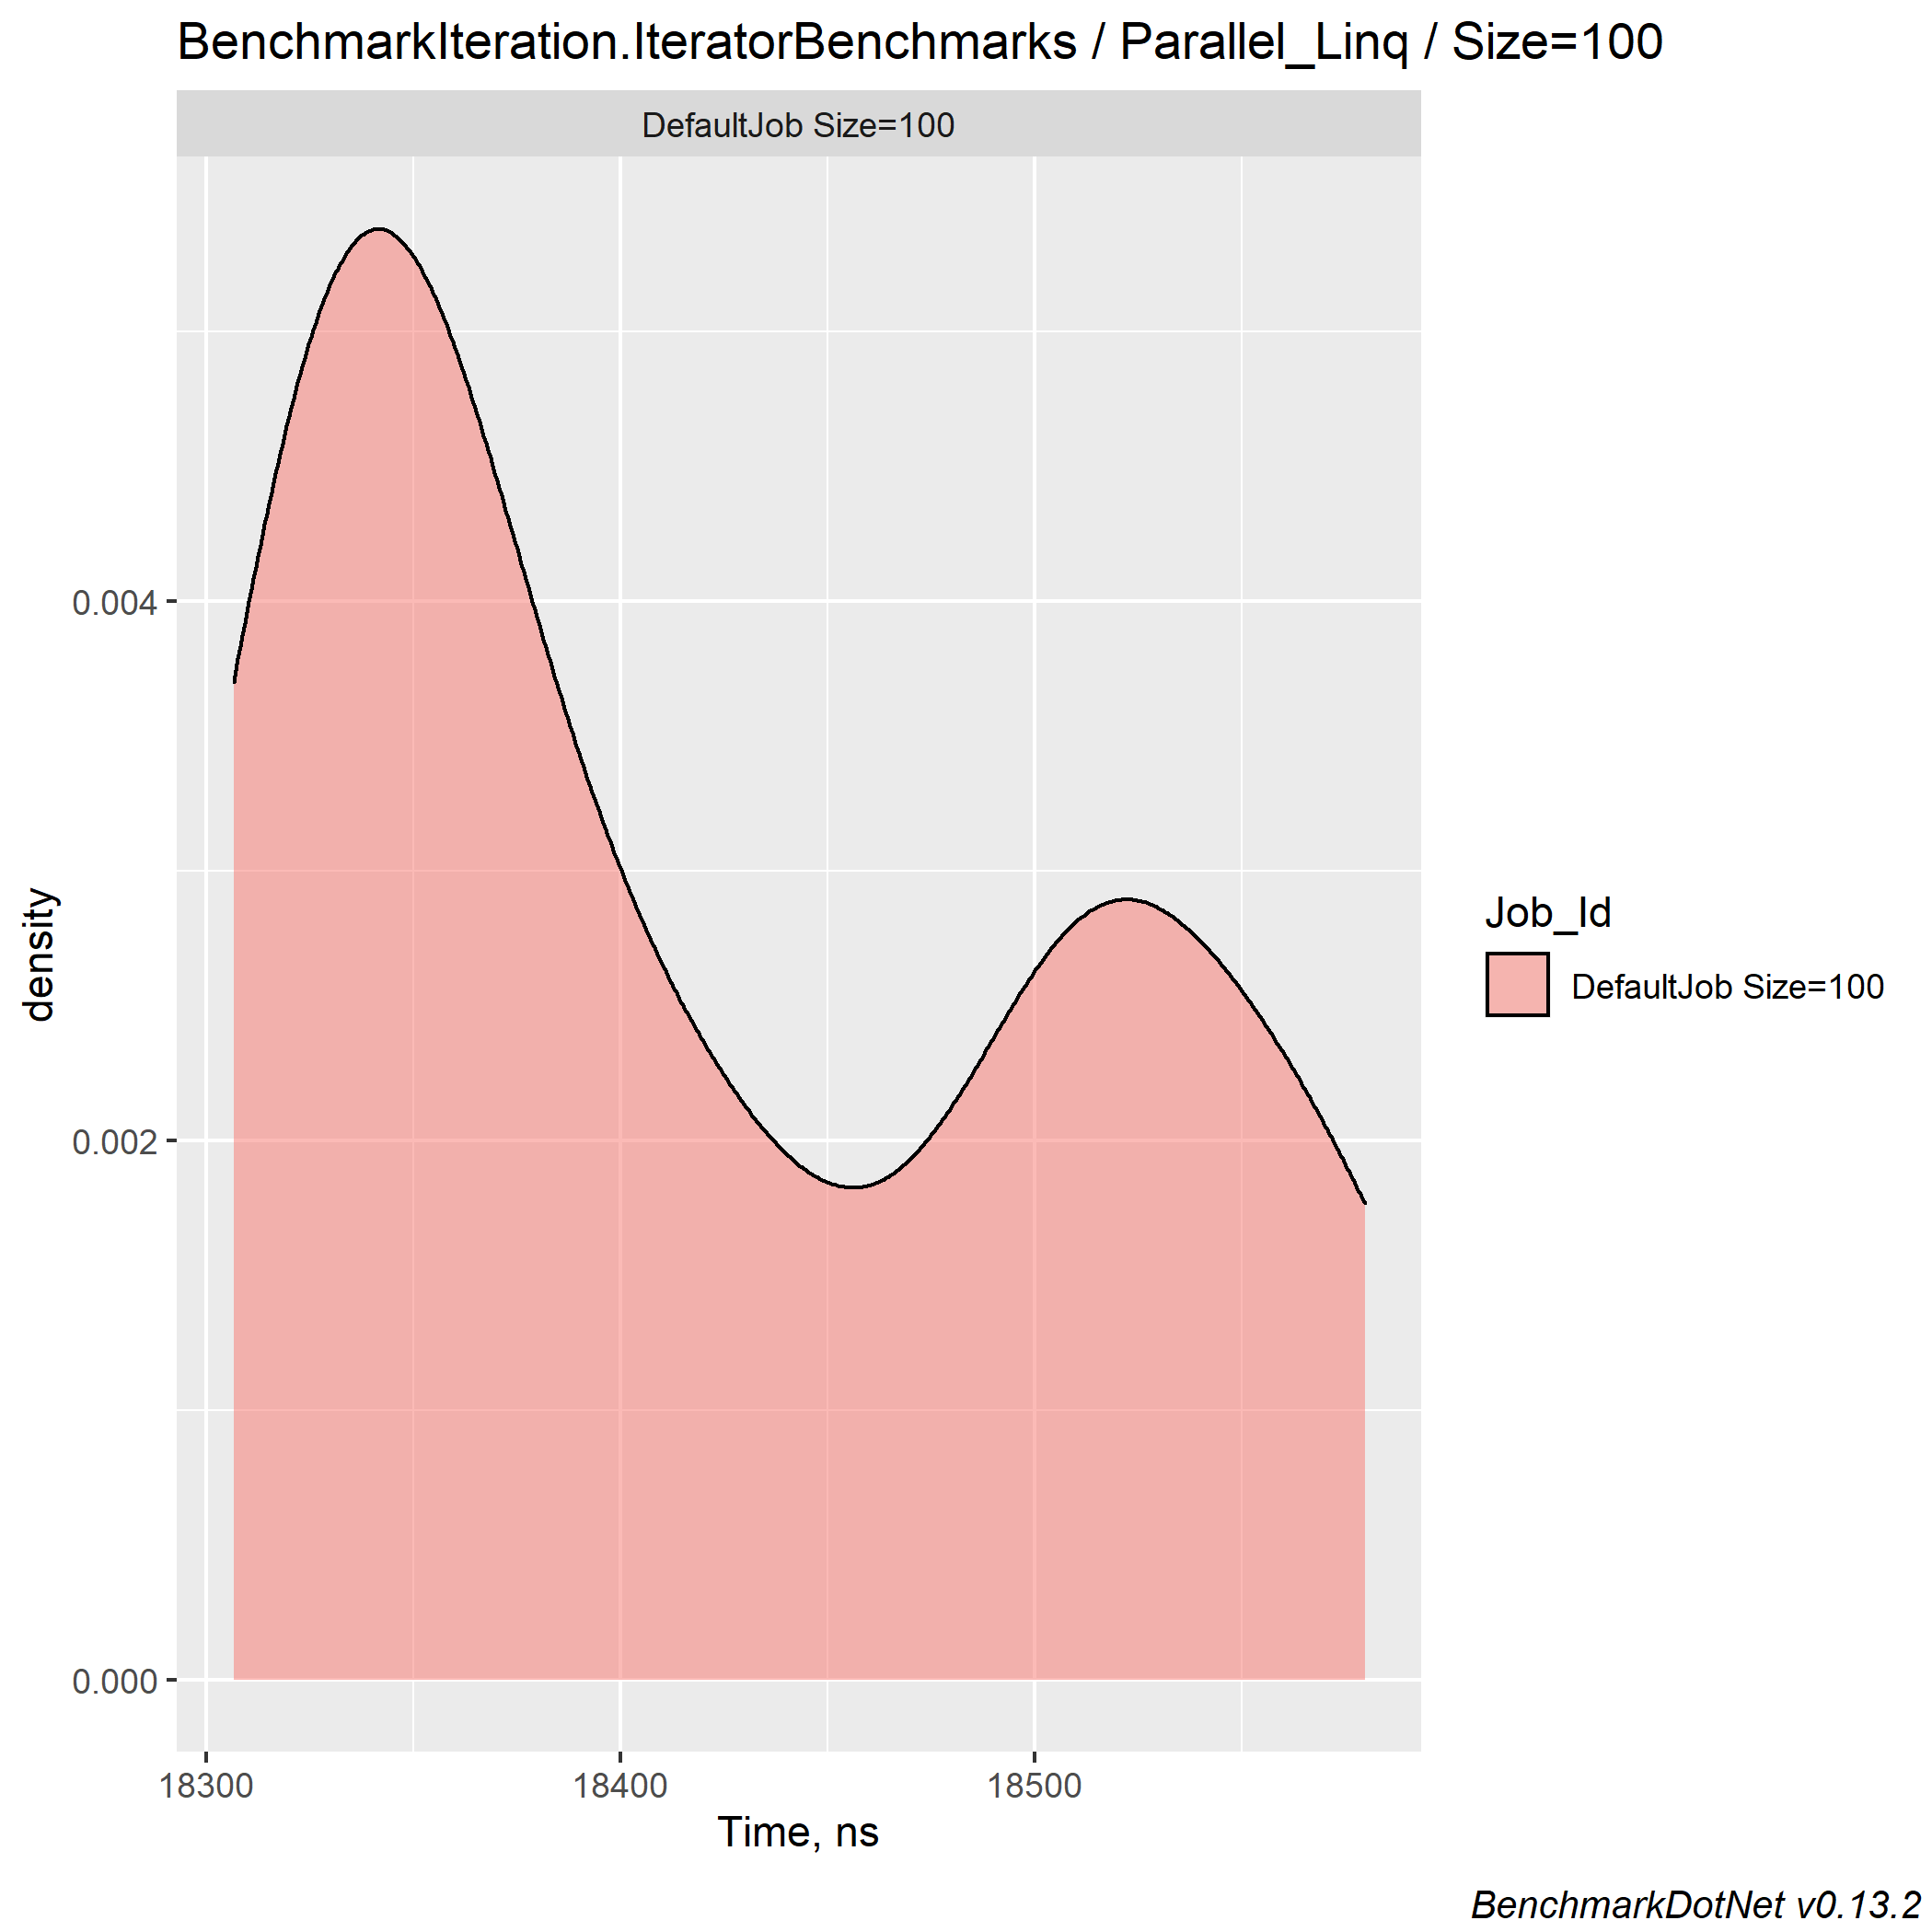 BenchmarkIteration.IteratorBenchmarks / Parallel_Linq / Size=100
DefaultJob Size=100
0.004
0.002
0.000
density
18300 18400 18500
Time, ns
Job_Id
DefaultJob Size=100
BenchmarkDotNet v0.13.2